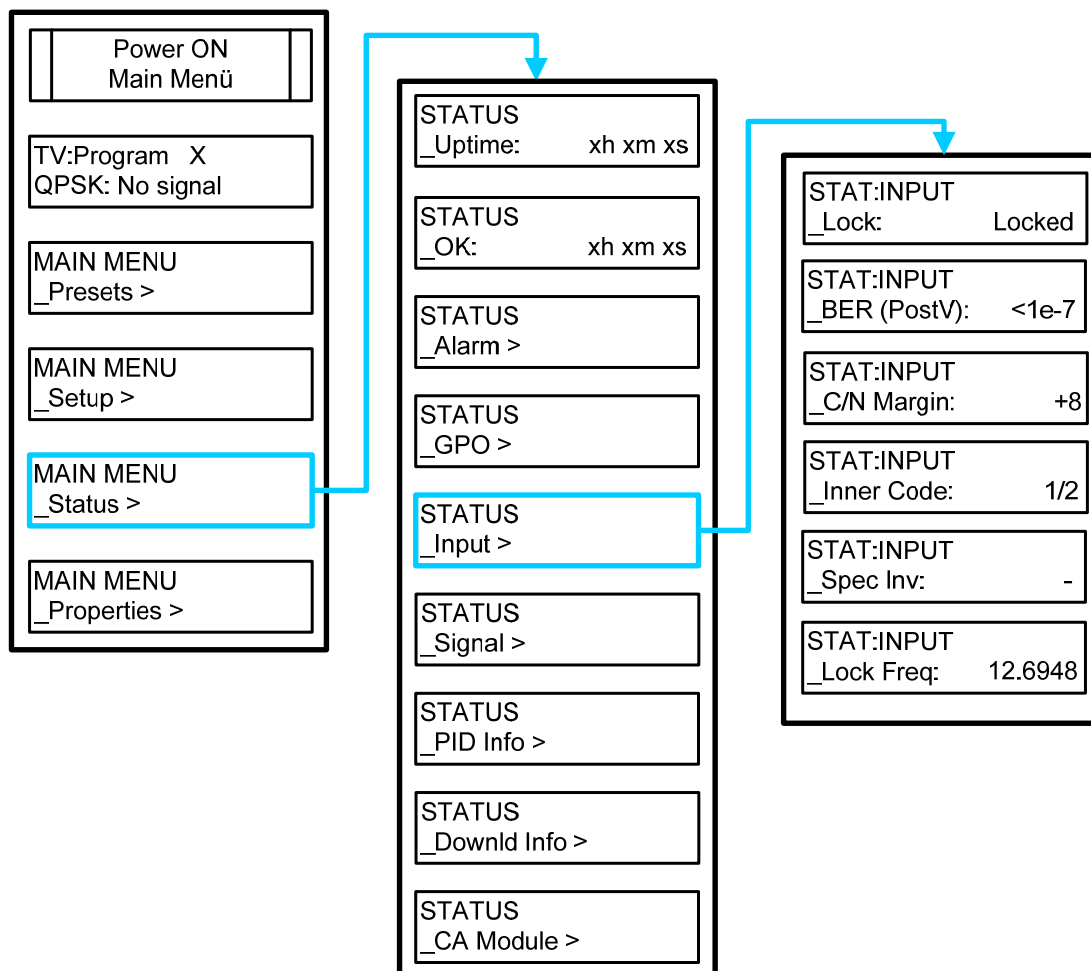 Power ON
Main Menü
TV:Program X
QPSK: No signal
MAIN MENU
_Presets >
MAIN MENU
_Setup >
MAIN MENU
_Status >
MAIN MENU
_Properties >
STATUS
_Uptime: xh xm xs
STATUS
_OK: xh xm xs
STATUS
_Alarm >
STATUS
_GPO >
STATUS
_Input >
STATUS
_Signal >
STATUS
_PID Info >
STATUS
_Downld Info >
STATUS
_CA Module >
STAT:INPUT
_Lock: Locked
STAT:INPUT
_BER (PostV): <1e-7
STAT:INPUT
_C/N Margin: +8
STAT:INPUT
_Inner Code: 1/2
STAT:INPUT
_Spec Inv: -
STAT:INPUT
_Lock Freq: 12.6948